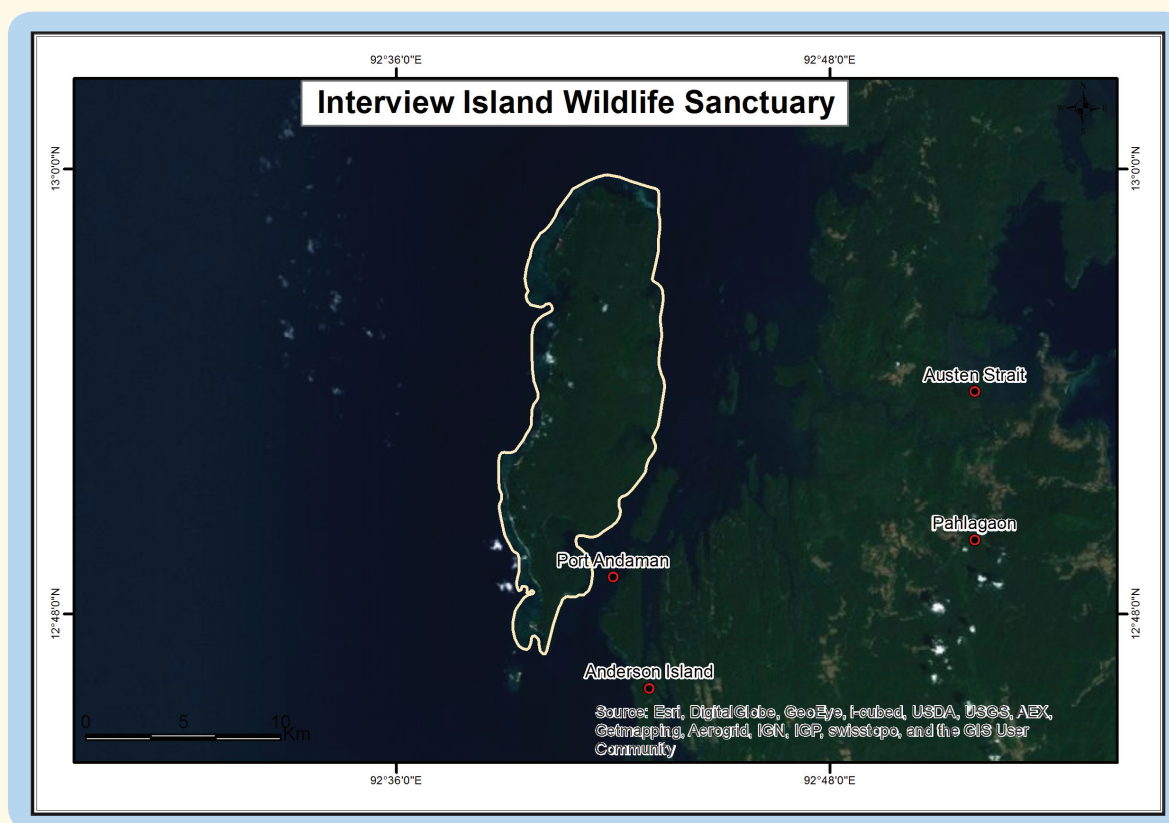 92°36'0"E
92°48'0"E
Interview Island Wildlife Sanctuary
13°0'0"N
13°0'0"N
Austen Strait
Pahlagaon
Port Andaman
12°48'0"N
12°48'0"N
Anderson Island
Source: Esri, DigitalGlobe, GeoEye, i-cubed, USDA, USGS, AEX,
Getmapping, Aerogrid, IGN, IGP, swisstopo, and the GIS User
Community
0 5 10
Km
92°36'0"E
92°48'0"E